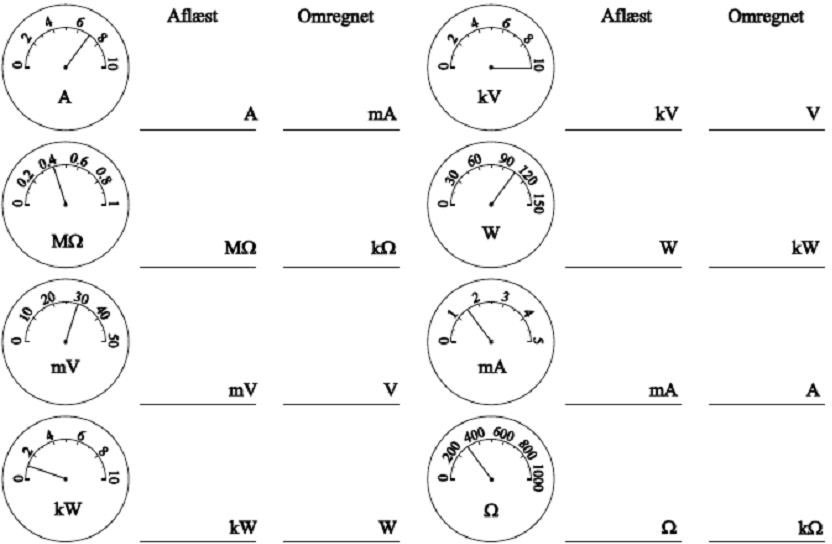 Aflæst Omregnet Aflæst Omregnet
0 2 4 6 8 10
A
A mA
0 2 4 6 8 10
kV
kV V
0 0.2 0.4 0.6 0.8 1
MΩ
MΩ kΩ
0 30 60 90 120 150
W
W kW
0 10 20 30 40 50
mV
mV V
0 1 2 3 4 5
mA
mA A
0 2 4 6 8 10
kW
kW W
0 200 400 600 800 1000
Ω
Ω kΩ